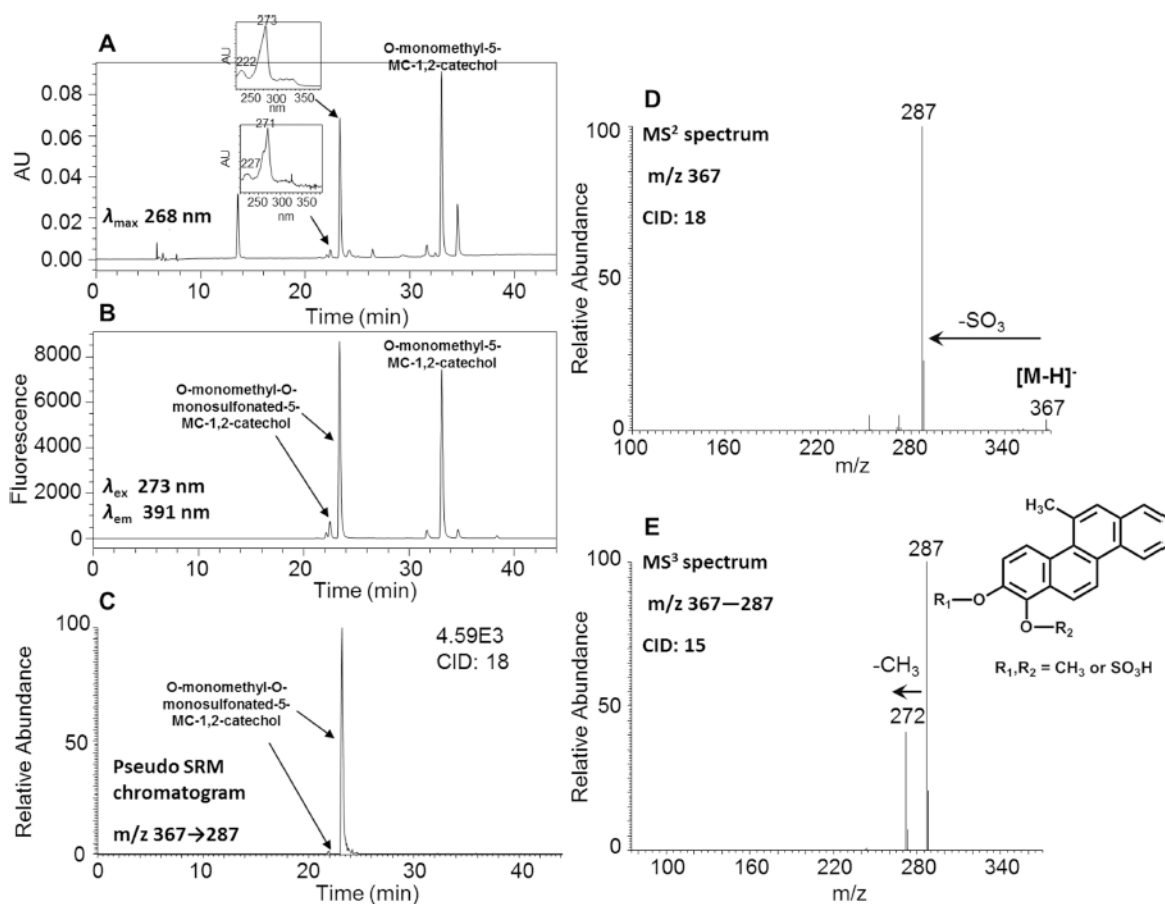 A
273
222
AU
250 300 350
nm
271
227
AU
250 300 350
nm
O-monomethyl-5-
MC-1,2-catechol
0.08
0.06
0.04
0.02
0.00
AU
λmax 268 nm
0 20 30 40
Time (min)
B
8000
6000
4000
2000
0
Fluorescence
O-monomethyl-5-
MC-1,2-catechol
O-monomethyl-O-
monosulfonated-5-
MC-1,2-catechol
λex 273 nm
λem 391 nm
0 20 30 40
Time (min)
C
100
50
0
Relative Abundance
4.59E3
CID: 18
O-monomethyl-O-
monosulfonated-5-
MC-1,2-catechol
Pseudo SRM
chromatogram
m/z 367→287
0 20 30 40
Time (min)
D
287
100
50
0
Relative Abundance
MS² spectrum
m/z 367
CID: 18
-SO₃
[M-H]⁻
367
100 160 220 280 340
m/z
E
287
100
50
0
Relative Abundance
MS³ spectrum
m/z 367—287
CID: 15
-CH₃
272
H₃C
R₁—O
O—R₂
R₁,R₂ = CH₃ or SO₃H
100 160 220 280 340
m/z